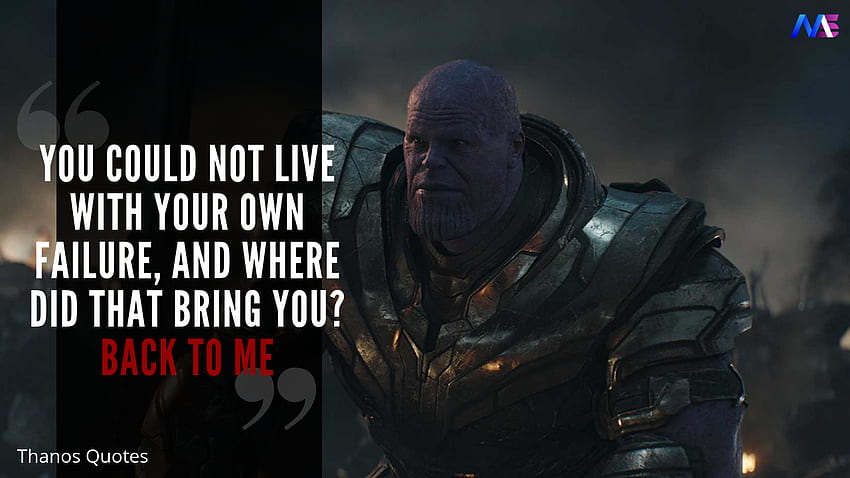 “
YOU COULD NOT LIVE
WITH YOUR OWN
FAILURE, AND WHERE
DID THAT BRING YOU?
BACK TO ME
”
Thanos Quotes